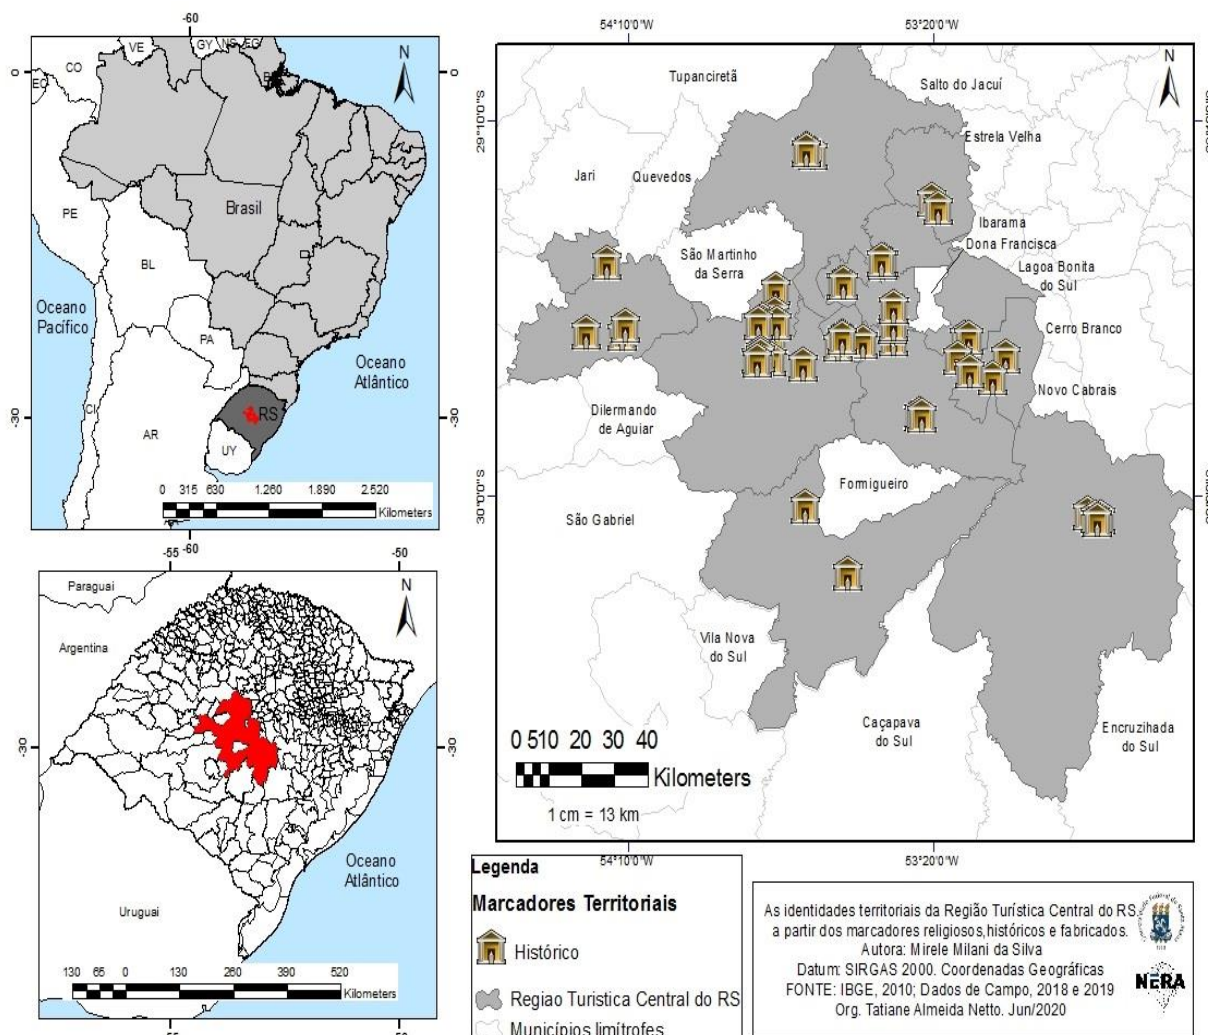 -60
VE
GY
NS
CO
N
0
0
EC
Brasil
PE
BL
Oceano
Pacífico
PA
Oceano
Atlântico
RS
CI
AR
UY
-30
-30
0 315 630 1.260 1.890 2.520
Kilometers
-60
-55
-50
Paraguai
N
Argentina
-30
-30
Oceano
Atlântico
Uruguai
130 65 0 130 260 390 520
Kilometers
-55
-50
54°10'0"W
53°20'0"W
29°10'0"S
Tupanciretã
Salto do Jacuí
N
Estrela Velha
Jari
Quevedos
Ibarama
Dona Francisca
São Martinho
da Serra
Lagoa Bonita
do Sul
Cerro Branco
Novo Cabrais
Dilermando
de Aguiar
30°0'0"S
Formigueiro
São Gabriel
Vila Nova
do Sul
Caçapava
do Sul
Encruzihada
do Sul
0 510 20 30 40
Kilometers
1 cm = 13 km
54°10'0"W
53°20'0"W
Legenda
Marcadores Territoriais
Histórico
Regiao Turistica Central do RS
Municípios limítrofes
As identidades territoriais da Região Turística Central do RS
a partir dos marcadores religiosos,históricos e fabricados.
Autora: Mirele Milani da Silva
Datum: SIRGAS 2000. Coordenadas Geográficas
FONTE: IBGE, 2010; Dados de Campo, 2018 e 2019
Org. Tatiane Almeida Netto. Jun/2020
NERA